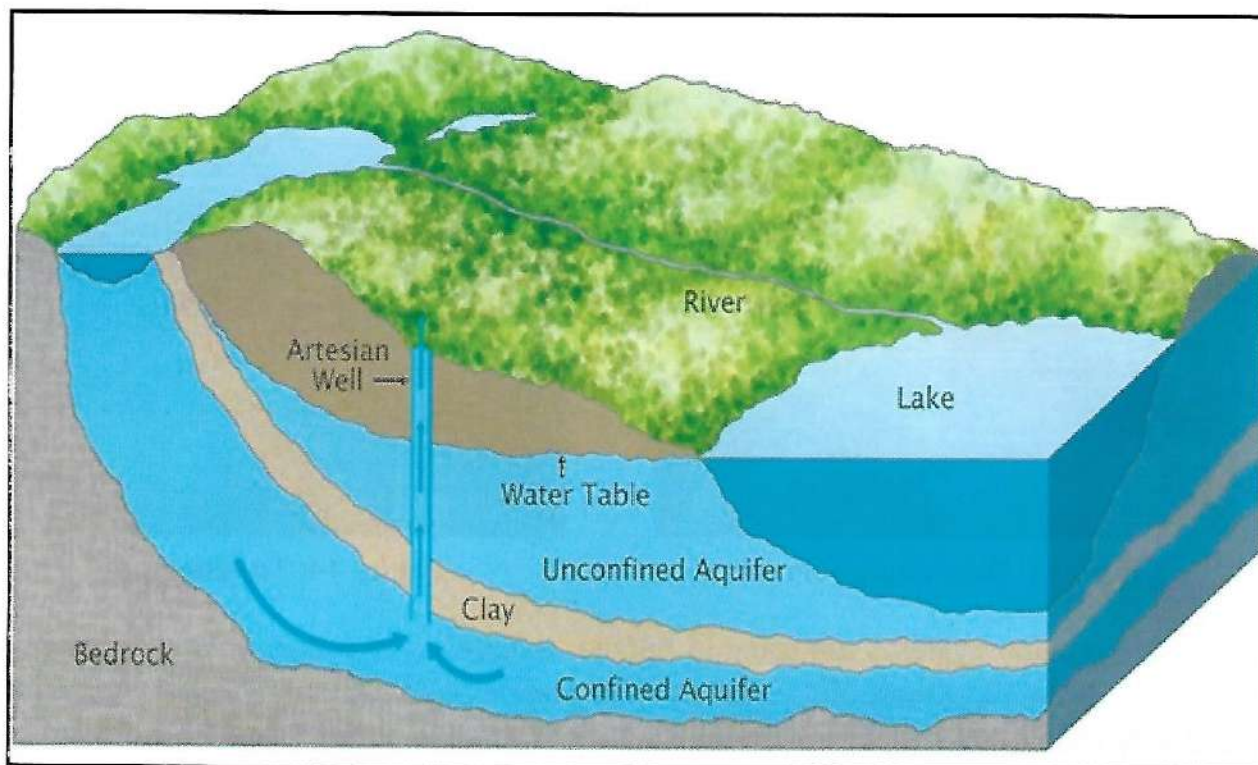 River
Artesian
Well
Lake
Water Table
Unconfined Aquifer
Clay
Bedrock
Confined Aquifer